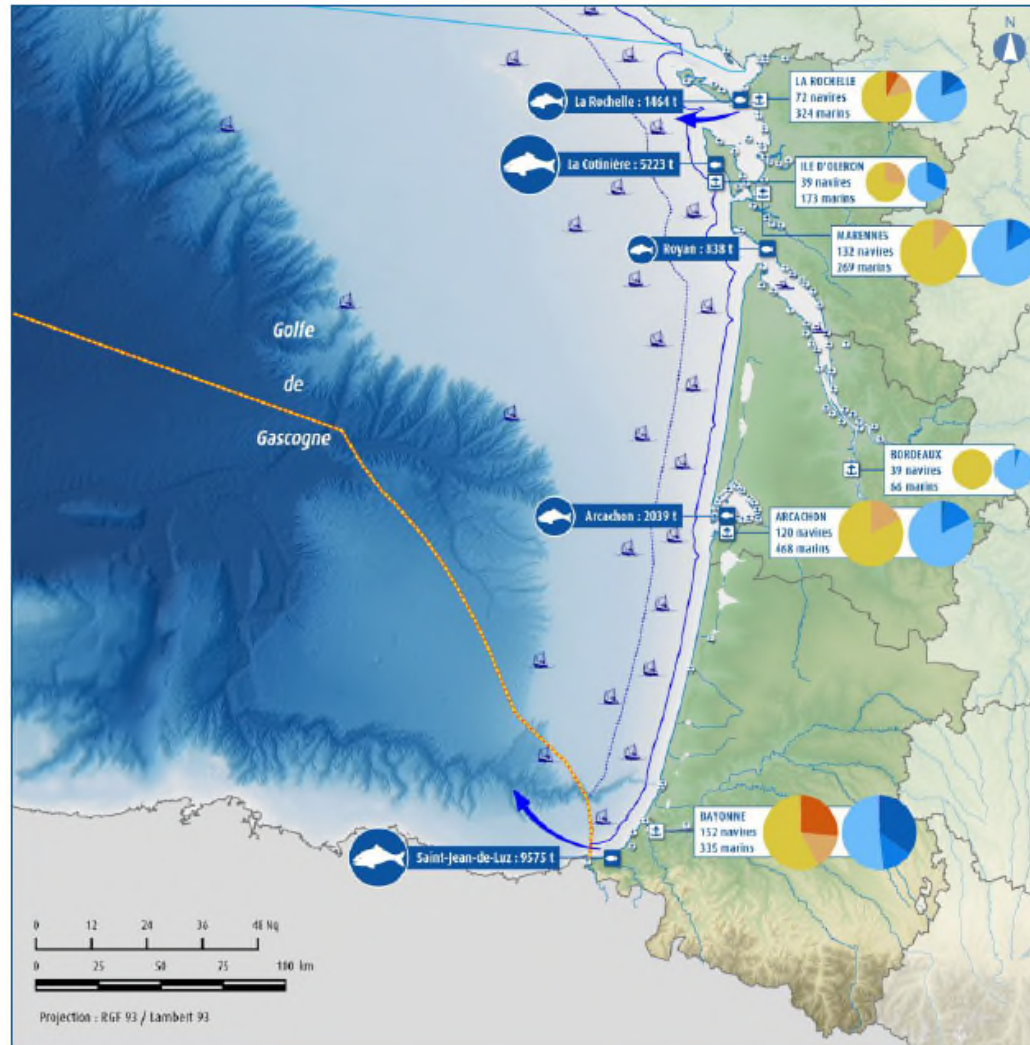 N
LA ROCHELLE
72 navires
324 marins
La Rochelle : 1464 t
La Cotinière : 5223 t
ILE D'OLERON
39 navires
173 marins
MARENNES
132 navires
269 marins
Royan : 838 t
Golfe
de
Gascogne
BORDEAUX
39 navires
66 marins
Arcachon : 2039 t
ARCACHON
120 navires
468 marins
BAYONNE
152 navires
335 marins
Saint-Jean-de-Luz : 9575 t
0 12 24 36 48 Nq
0 25 50 75 100 km
Projection : RGF 93 / Lambert 93